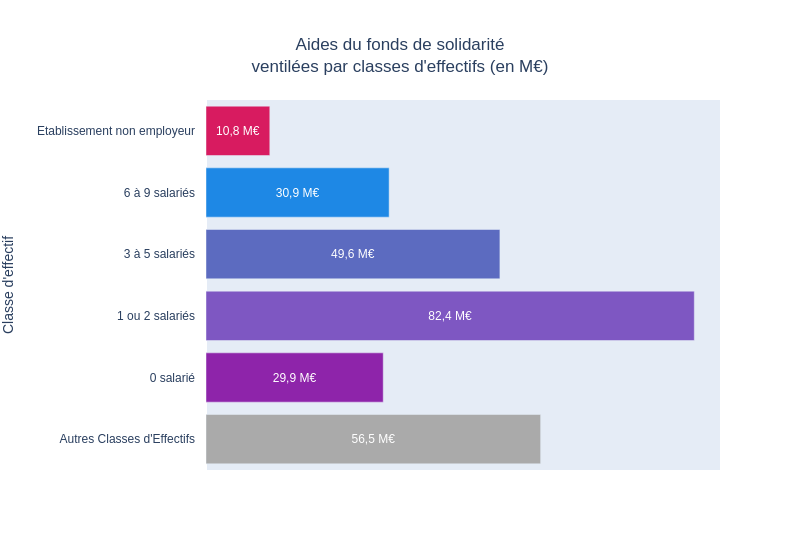 Aides du fonds de solidarité
ventilées par classes d'effectifs (en M€)
Classe d'effectif
Etablissement non employeur
10,8 M€
6 à 9 salariés
30,9 M€
3 à 5 salariés
49,6 M€
1 ou 2 salariés
82,4 M€
0 salarié
29,9 M€
Autres Classes d'Effectifs
56,5 M€